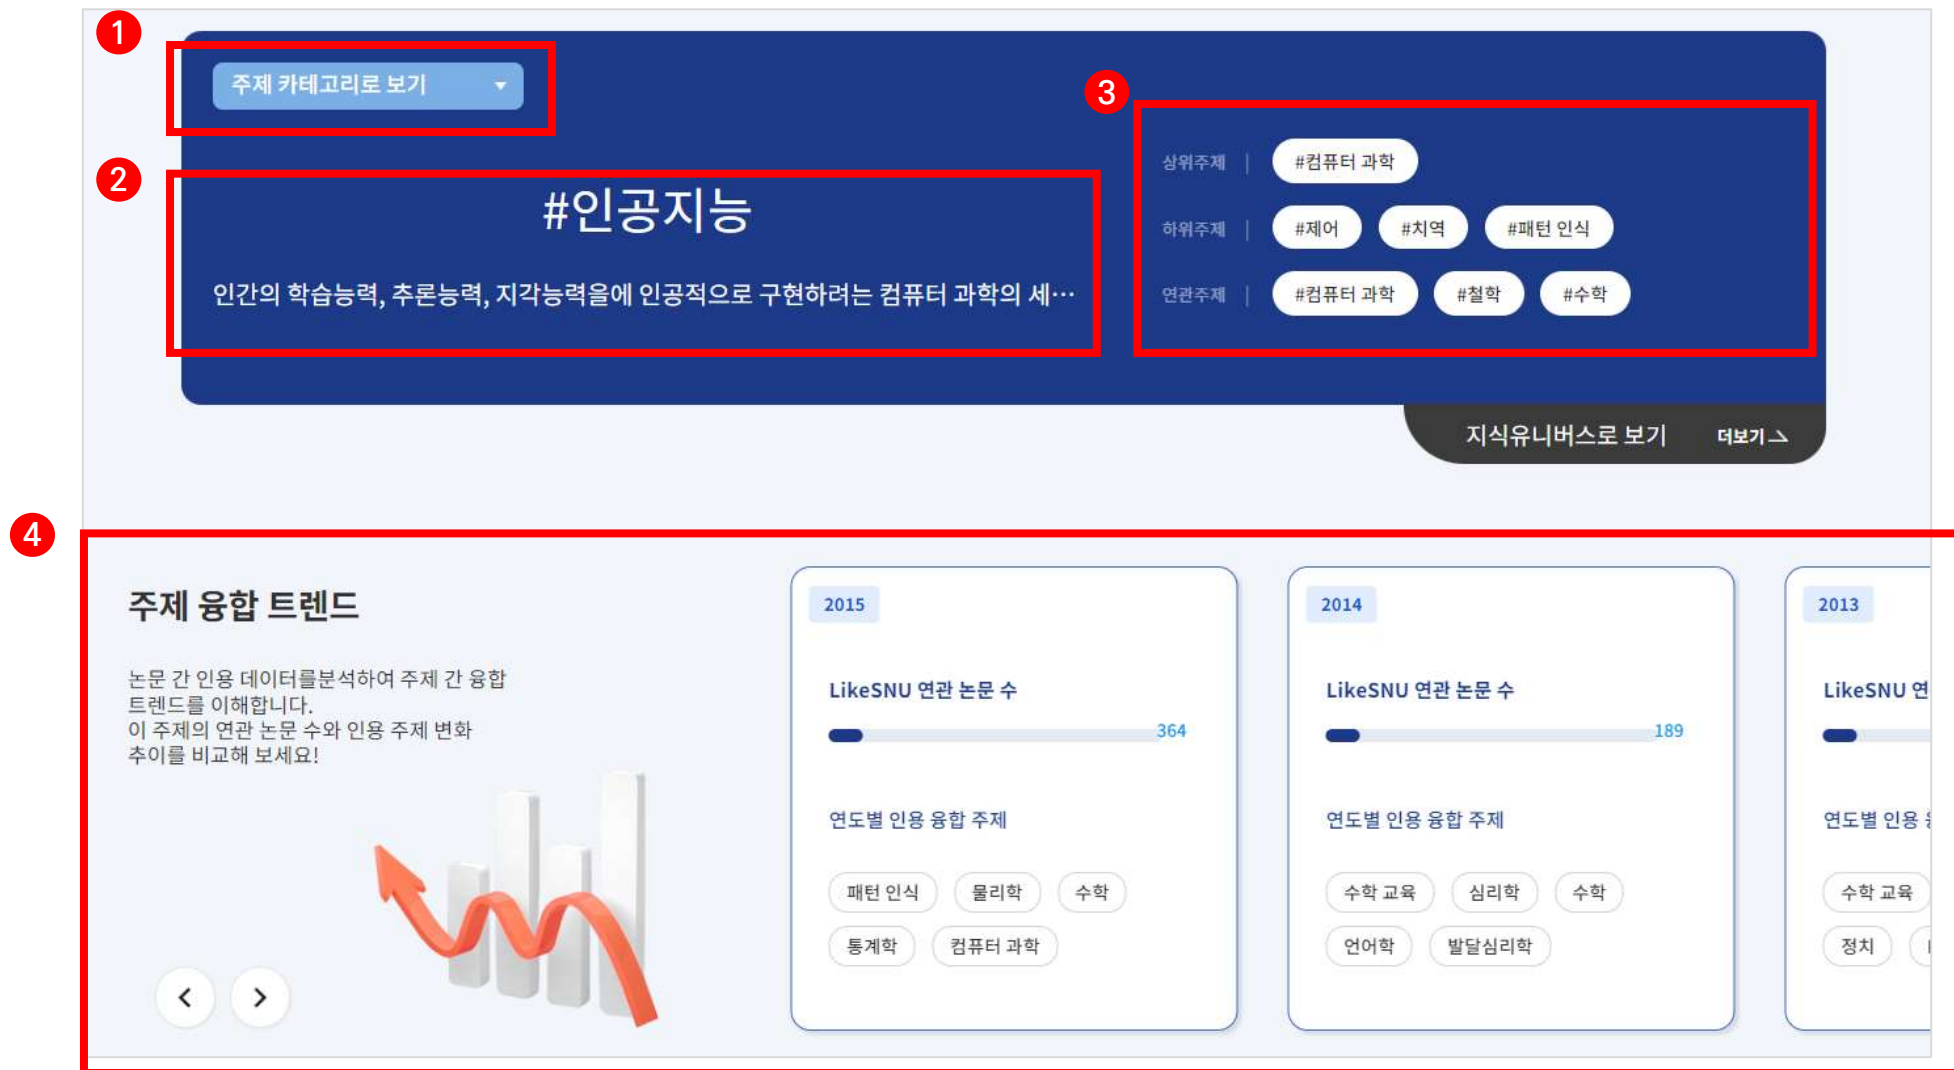 1
주제 카테고리로 보기
2
#인공지능
인간의 학습능력, 추론능력, 지각능력을에 인공적으로 구현하려는 컴퓨터 과학의 세…
3
상위주제 | #컴퓨터 과학
하위주제 | #제어 #치역 #패턴 인식
연관주제 | #컴퓨터 과학 #철학 #수학
지식유니버스로 보기 더보기
4
주제 융합 트렌드
논문 간 인용 데이터를분석하여 주제 간 융합
트렌드를 이해합니다.
이 주제의 연관 논문 수와 인용 주제 변화
추이를 비교해 보세요!
2015
LikeSNU 연관 논문 수
364
연도별 인용 융합 주제
패턴 인식 물리학 수학
통계학 컴퓨터 과학
2014
LikeSNU 연관 논문 수
189
연도별 인용 융합 주제
수학 교육 심리학 수학
언어학 발달심리학
2013
LikeSNU 연
연도별 인용
수학 교육
정치